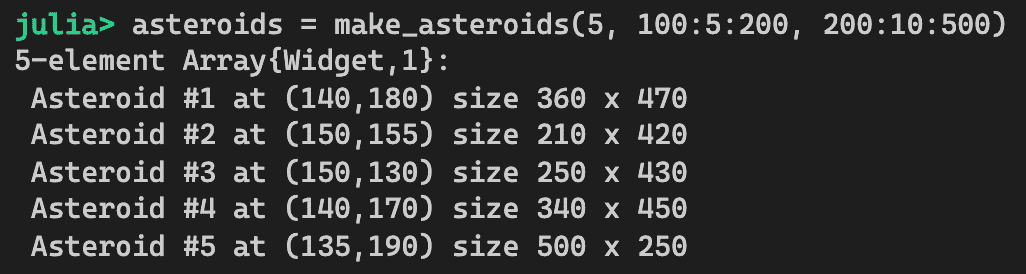 julia> asteroids = make_asteroids(5, 100:5:200, 200:10:500)
5-element Array{Widget,1}:
Asteroid #1 at (140,180) size 360 x 470
Asteroid #2 at (150,155) size 210 x 420
Asteroid #3 at (150,130) size 250 x 430
Asteroid #4 at (140,170) size 340 x 450
Asteroid #5 at (135,190) size 500 x 250